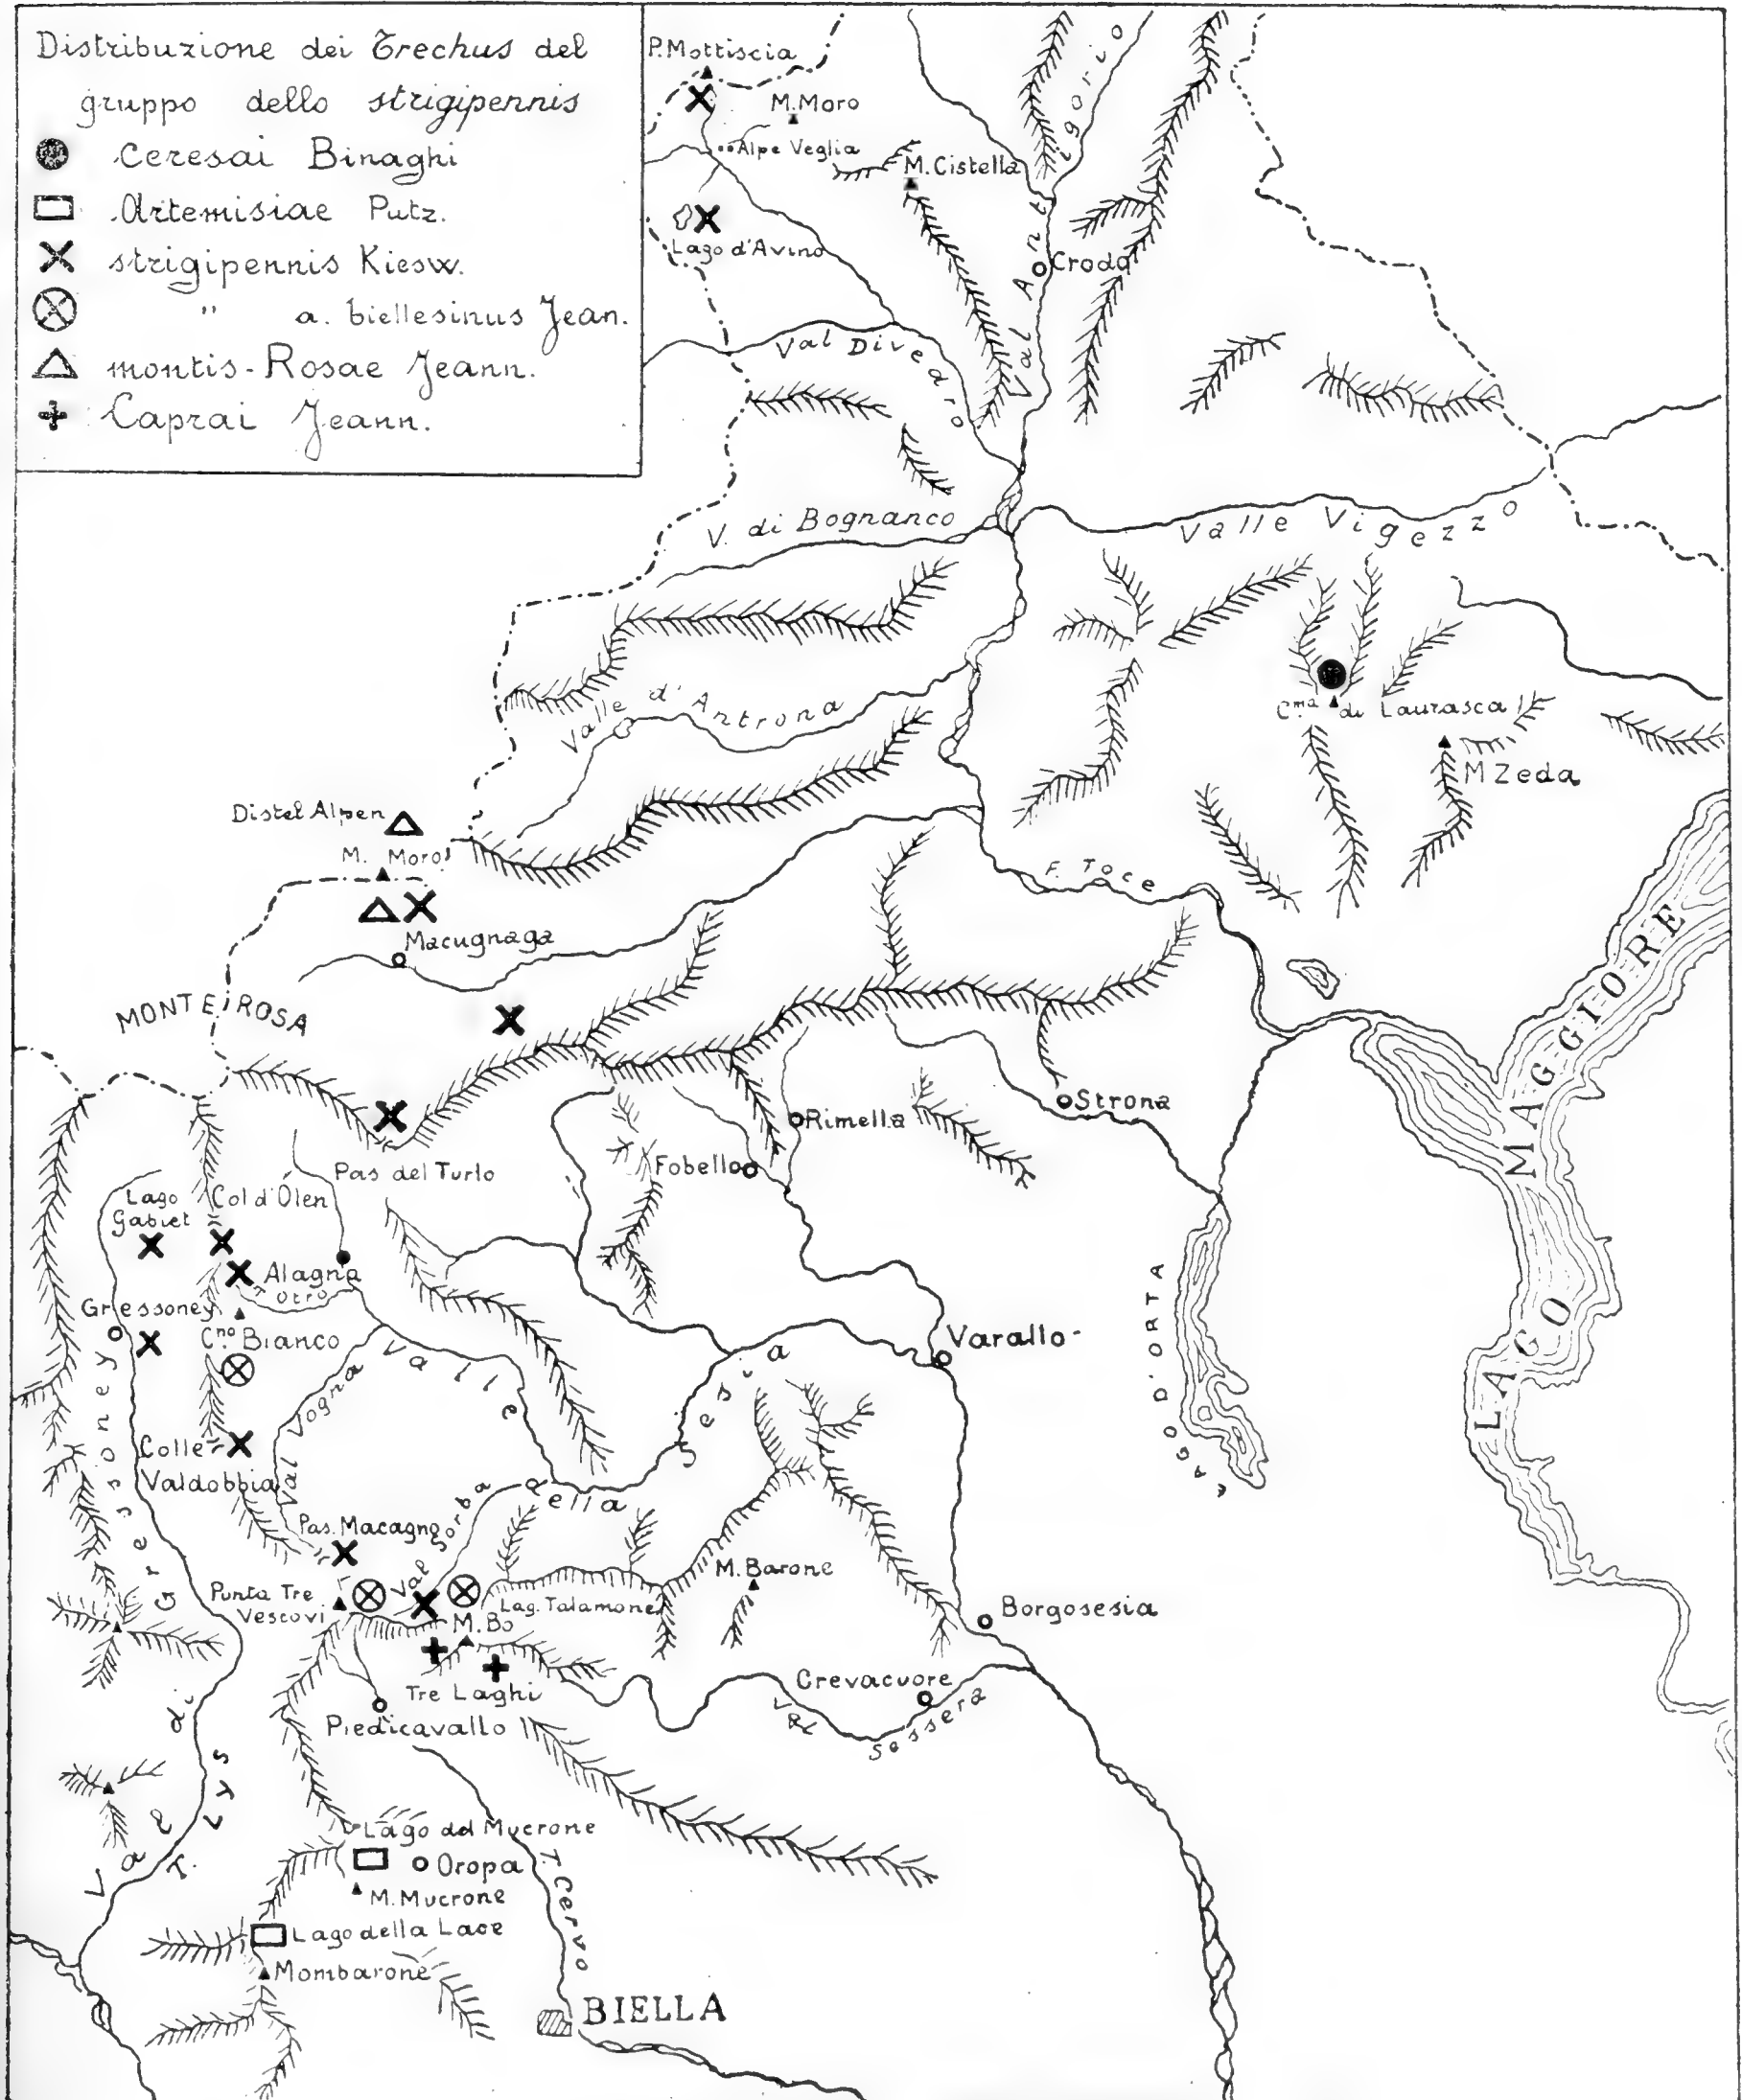 Distribuzione dei Trechus del
gruppo dello strigipennis
Ceresai Binaghi
Artemisiae Putz.
strigipennis Kiesw.
" a. biellesinus Jean.
montis-Rosae Jeann.
Caprai Jeann.
P. Mottiscia
M. Moro
Alpe Veglia
M. Cistella
Lago d'Avino
Val Antigorio
Crodo
Val Divedro
V. di Bognanco
Valle Vigezzo
Valle d'Antrona
C.ma di Laurasca
M Zeda
Distel Alpen
M. Moro
Macugnaga
F. Toce
MONTE ROSA
LAGO MAGGIORE
Strona
Rimella
Fobello
Pas del Turlo
Lago
Gabiet
Col d'Olen
Alagna
Otro
Gressoney
C.no Bianco
Varallo
LAGO D'ORTA
Valle della Sesia
Val Vogna
Colle
Valdobbia
Val di Gressoney
Pas. Macagno
Val Sorba
Punta Tre
Vescovi
Lag. Talamone
M. Barone
M. Bo
Borgosesia
Tre Laghi
Crevacuore
Piedicavallo
Val Sessera
T. Lys
Lago del Mucrone
Oropa
M. Mucrone
T. Cervo
Lago della Lace
Mombarone
BIELLA